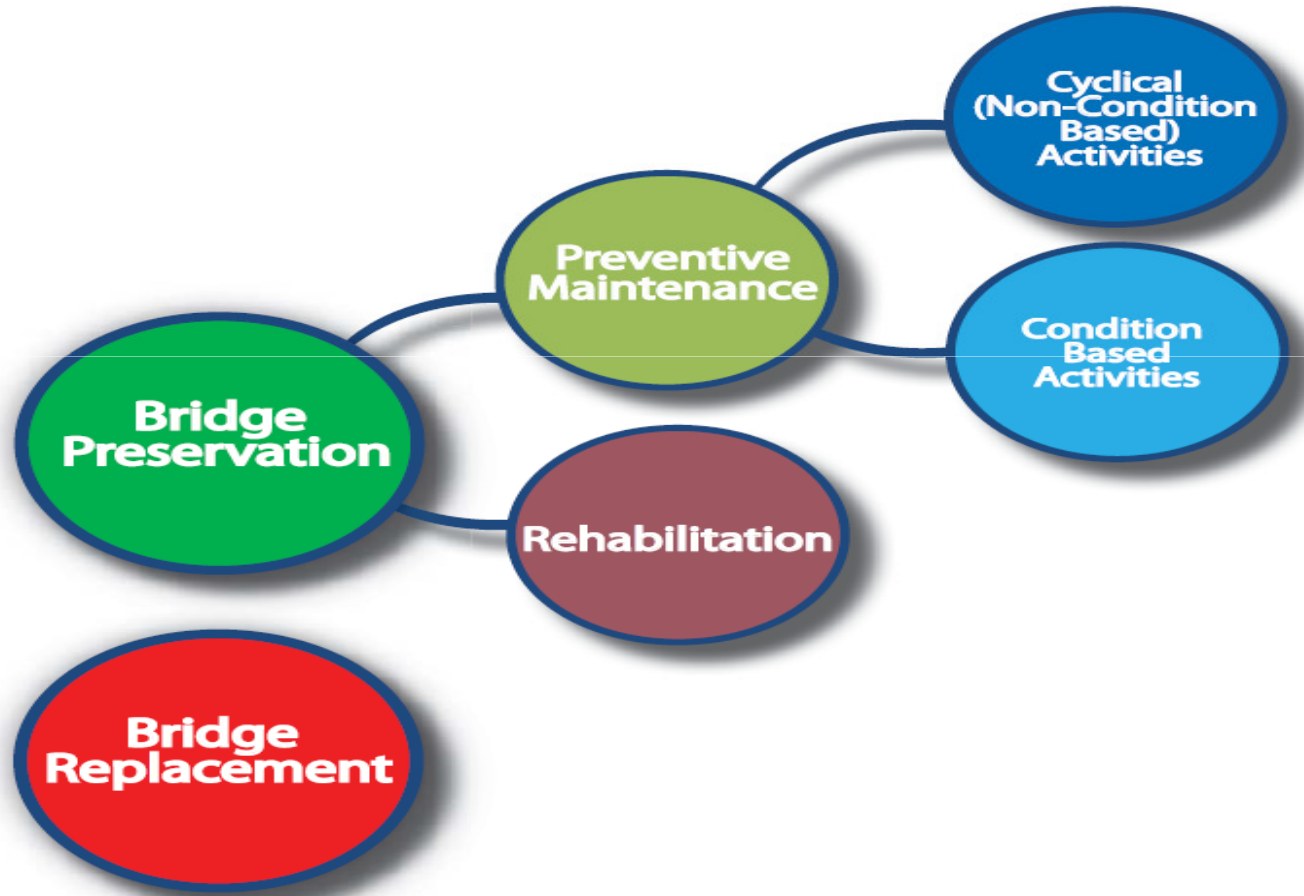 Cyclical
(Non-Condition
Based)
Activities
Preventive
Maintenance
Condition
Based
Activities
Bridge
Preservation
Rehabilitation
Bridge
Replacement